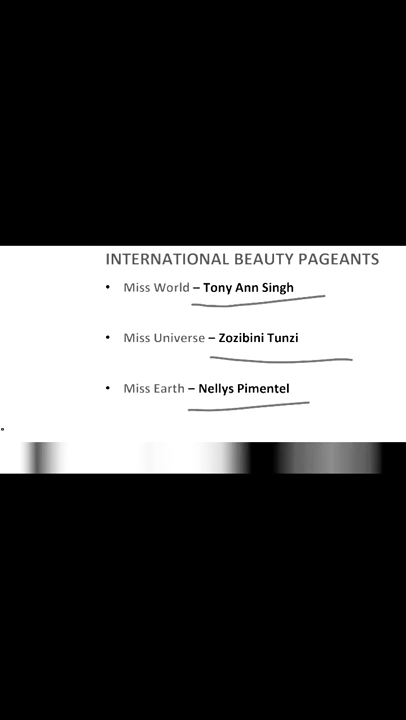 INTERNATIONAL BEAUTY PAGEANTS
• Miss World – Tony Ann Singh
• Miss Universe – Zozibini Tunzi
• Miss Earth – Nellys Pimentel